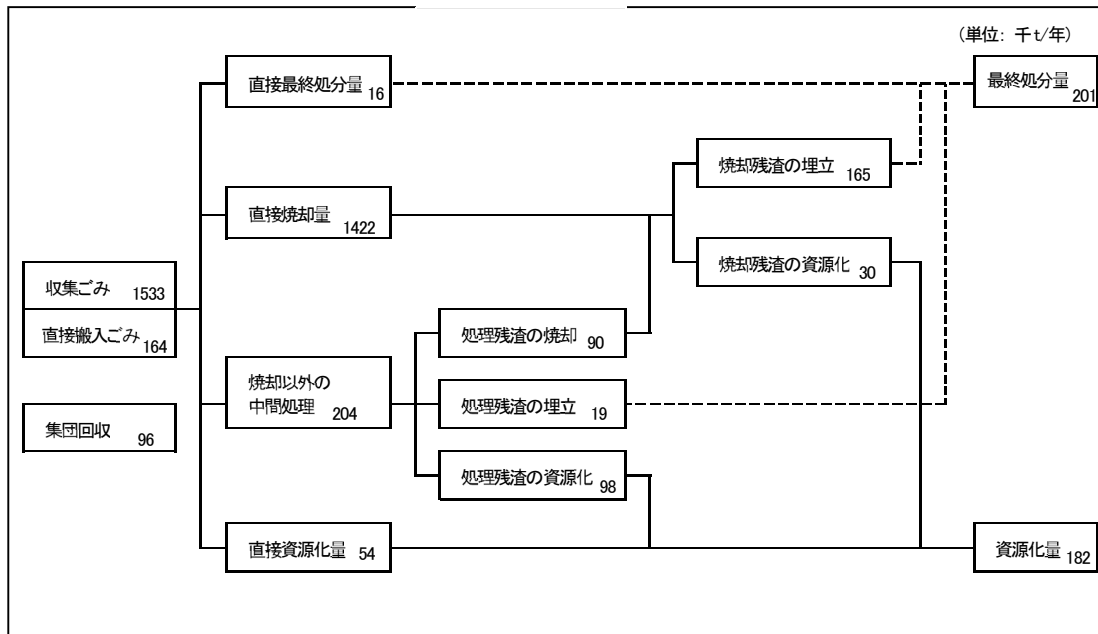 (単位: 千t/年)
直接最終処分量 16
最終処分量 201
焼却残渣の埋立 165
直接焼却量 1422
焼却残渣の資源化 30
収集ごみ 1533
直接搬入ごみ 164
処理残渣の焼却 90
焼却以外の
中間処理 204
処理残渣の埋立 19
集団回収 96
処理残渣の資源化 98
直接資源化量 54
資源化量 182